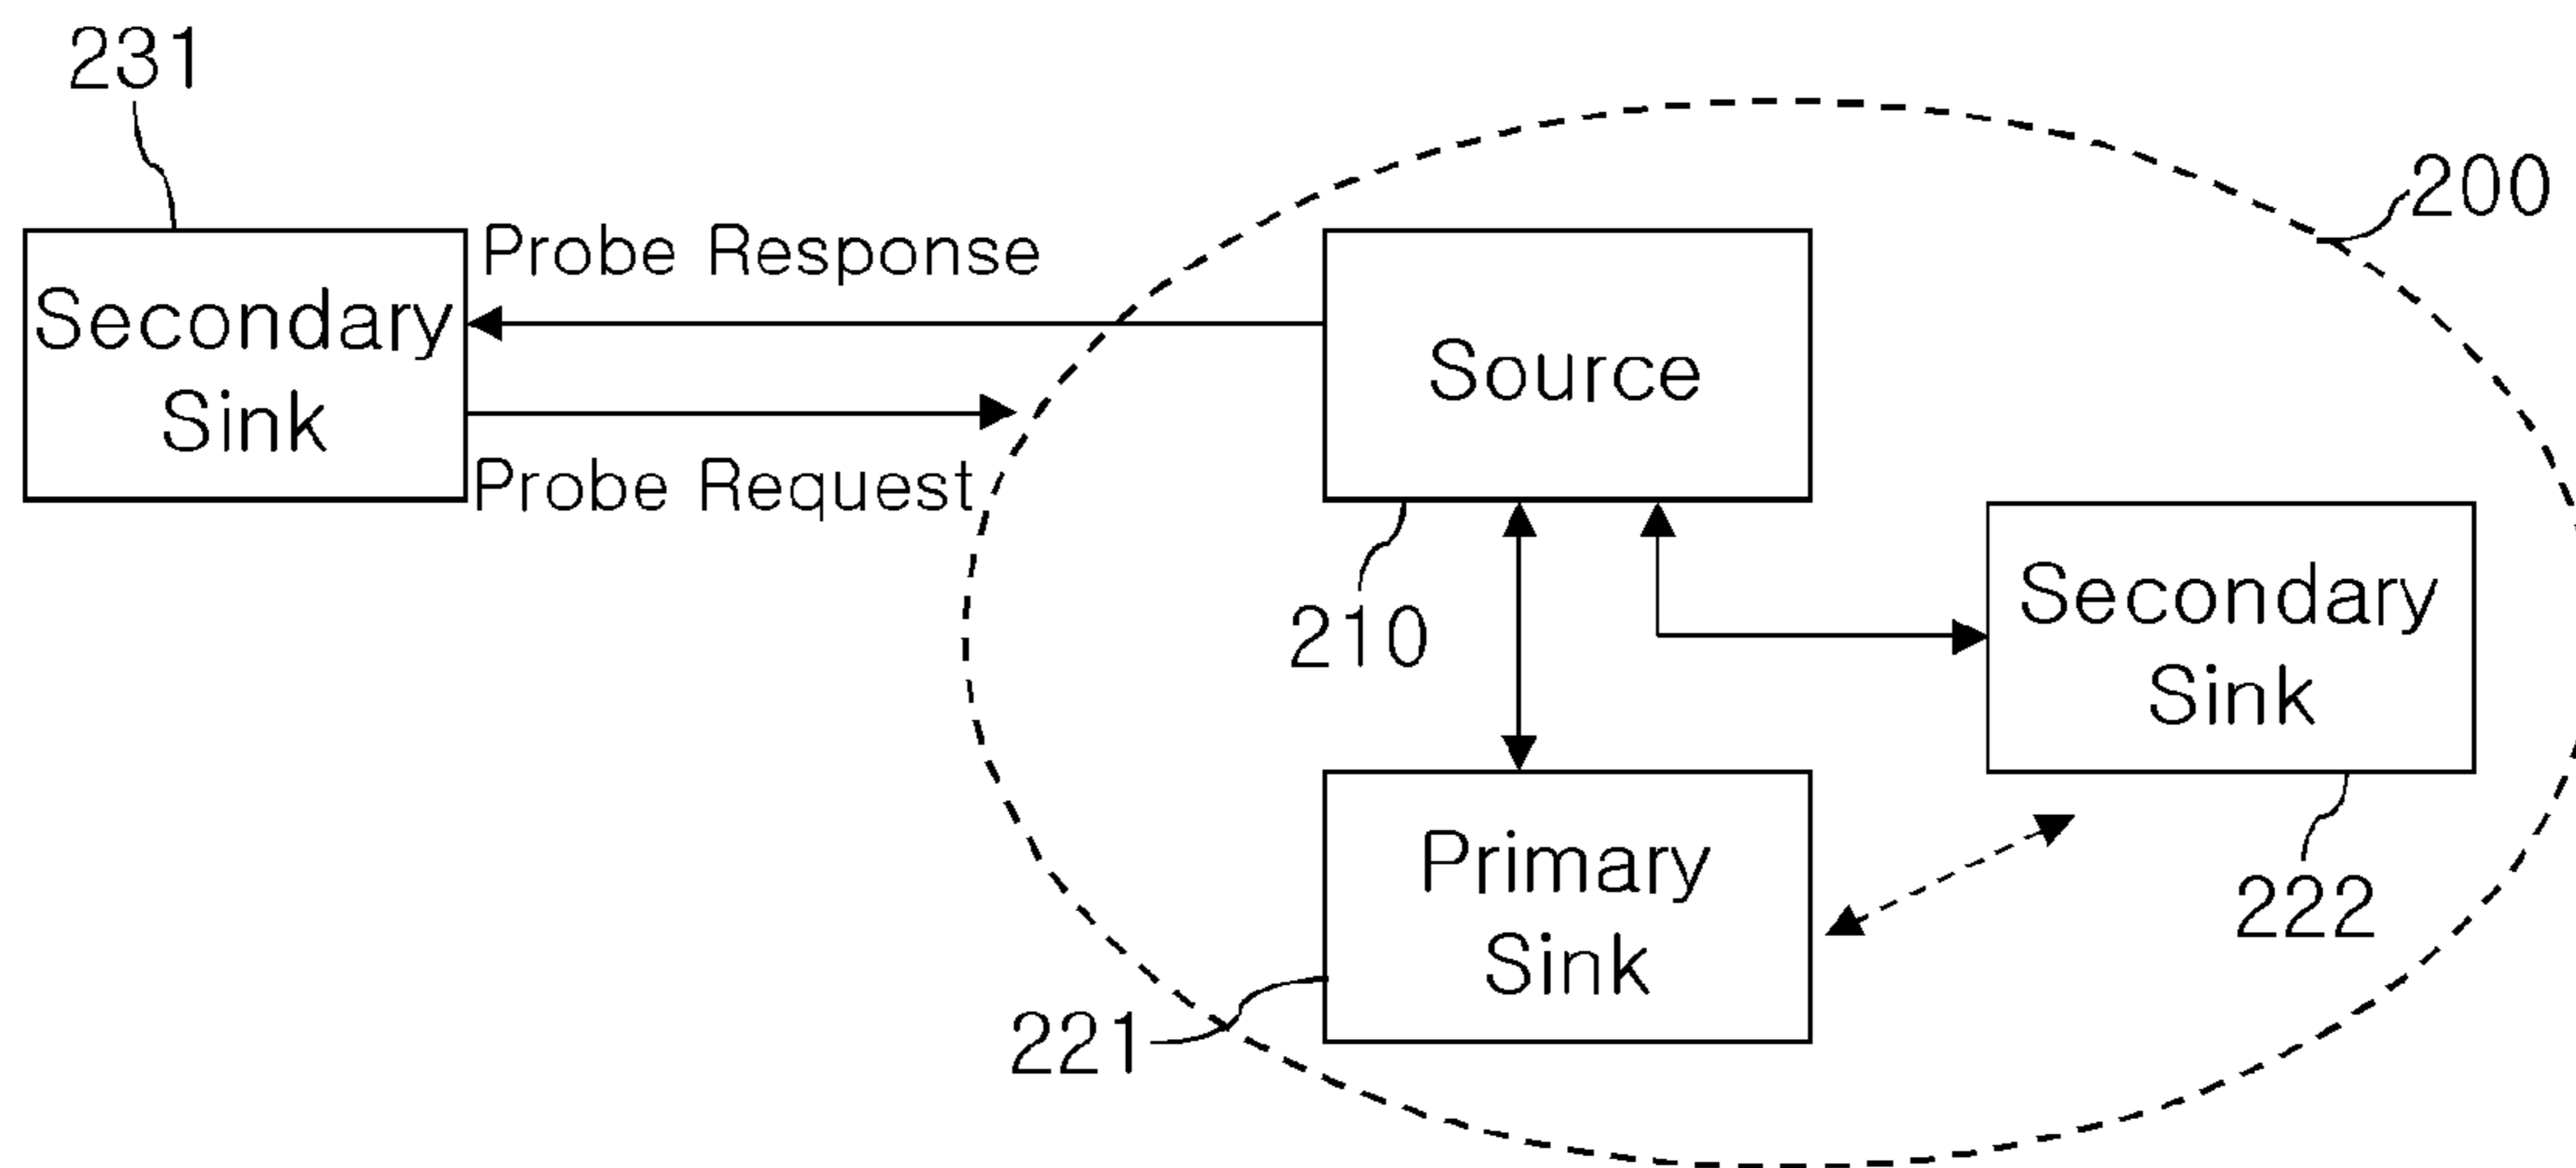 231
200
Probe Response
Secondary
Sink
Source
Probe Request
210
Secondary
Sink
Primary
Sink
222
221